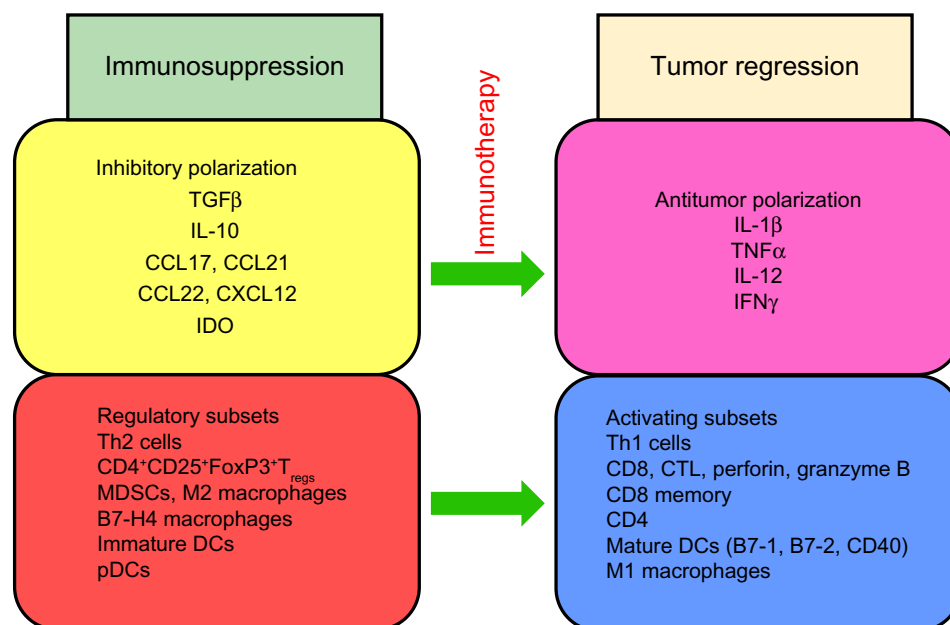 Immunosuppression
Inhibitory polarization
TGFβ
IL-10
CCL17, CCL21
CCL22, CXCL12
IDO
Regulatory subsets
Th2 cells
CD4⁺CD25⁺FoxP3⁺T_regs
MDSCs, M2 macrophages
B7-H4 macrophages
Immature DCs
pDCs
Immunotherapy
Tumor regression
Antitumor polarization
IL-1β
TNFα
IL-12
IFNγ
Activating subsets
Th1 cells
CD8, CTL, perforin, granzyme B
CD8 memory
CD4
Mature DCs (B7-1, B7-2, CD40)
M1 macrophages